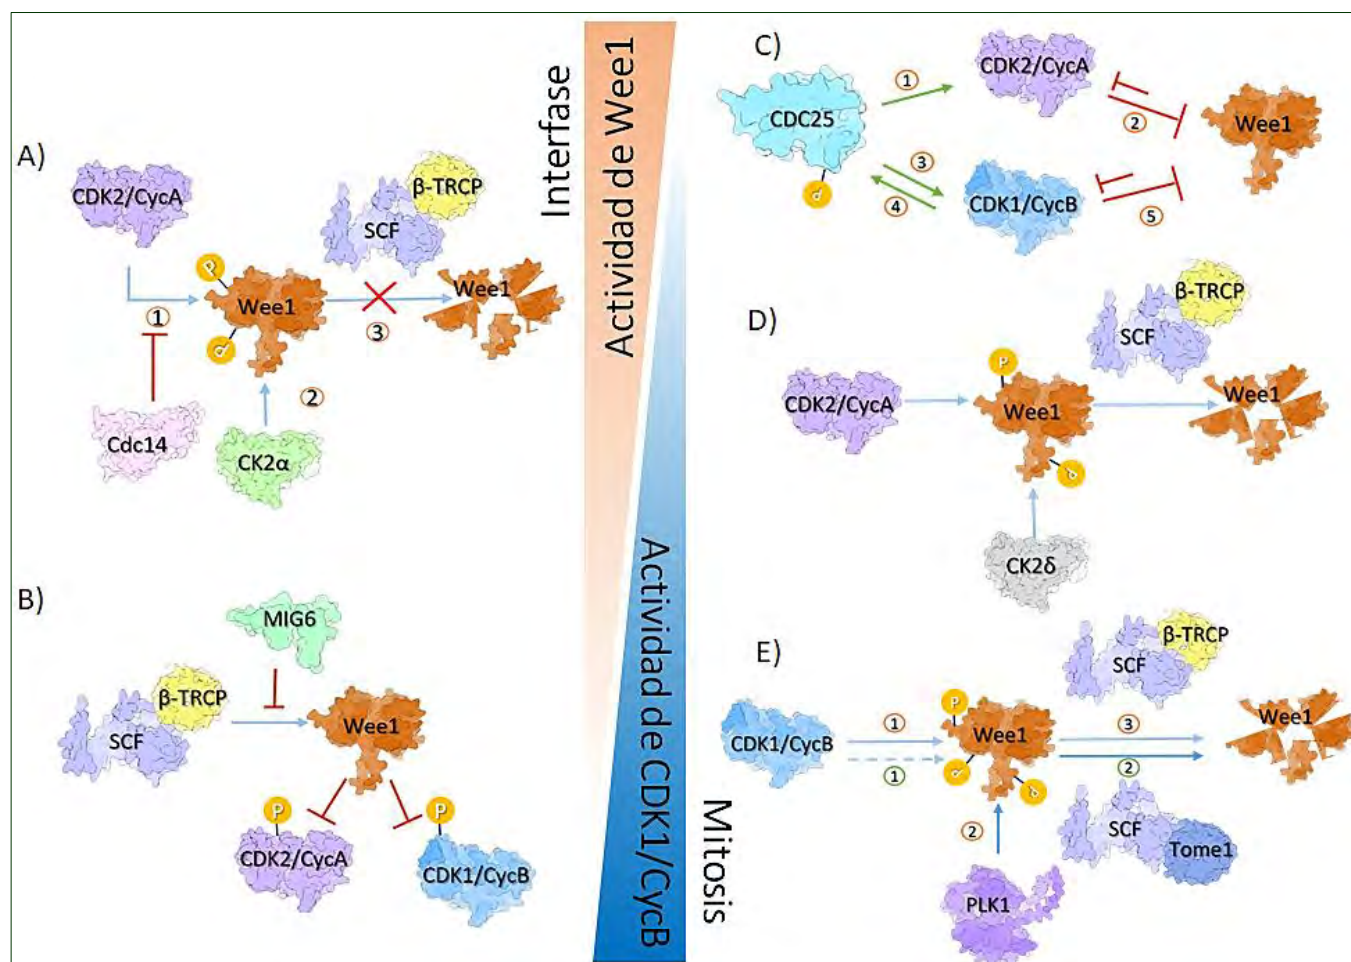 A)
CDK2/CycA
β-TRCP
SCF
P
Wee1
Wee1
1
3
P
2
Cdc14
CK2α
B)
MIG6
β-TRCP
SCF
Wee1
P
P
CDK2/CycA
CDK1/CycB
Interfase
Actividad de Wee1
Actividad de CDK1/CycB
Mitosis
C)
CDK2/CycA
1
CDC25
2
Wee1
3
P
4
CDK1/CycB
5
D)
β-TRCP
SCF
P
CDK2/CycA
Wee1
Wee1
P
CK2δ
E)
β-TRCP
SCF
P
CDK1/CycB
1
Wee1
3
Wee1
1
P
2
P
2
SCF
Tome1
PLK1